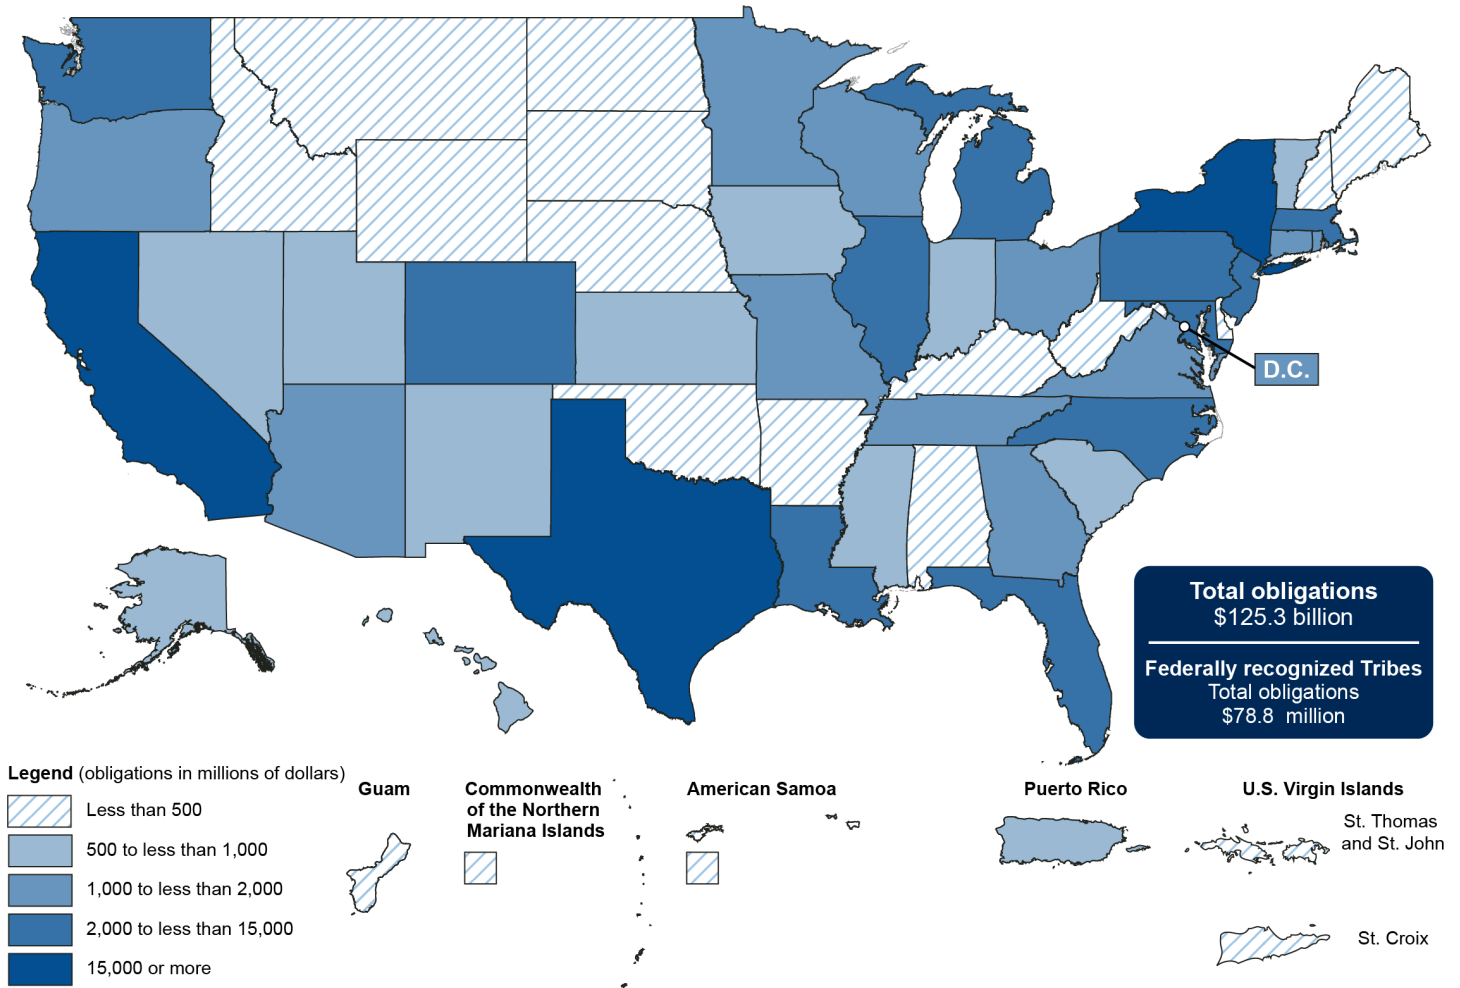 D.C.
Total obligations
$125.3 billion
Federally recognized Tribes
Total obligations
$78.8 million
Legend (obligations in millions of dollars)
Less than 500
500 to less than 1,000
1,000 to less than 2,000
2,000 to less than 15,000
15,000 or more
Guam
Commonwealth
of the Northern
Mariana Islands
American Samoa
Puerto Rico
U.S. Virgin Islands
St. Thomas
and St. John
St. Croix